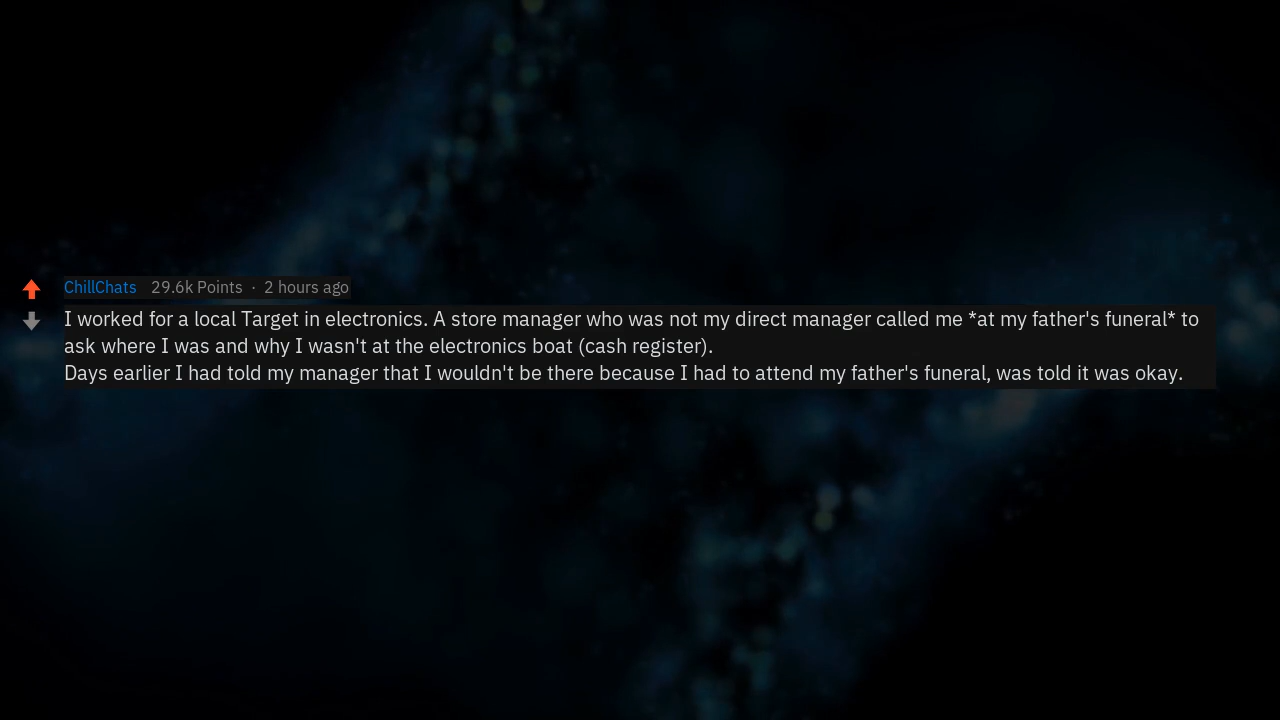 ChillChats 29.6k Points · 2 hours ago
I worked for a local Target in electronics. A store manager who was not my direct manager called me *at my father's funeral* to
ask where I was and why I wasn't at the electronics boat (cash register).
Days earlier I had told my manager that I wouldn't be there because I had to attend my father's funeral, was told it was okay.